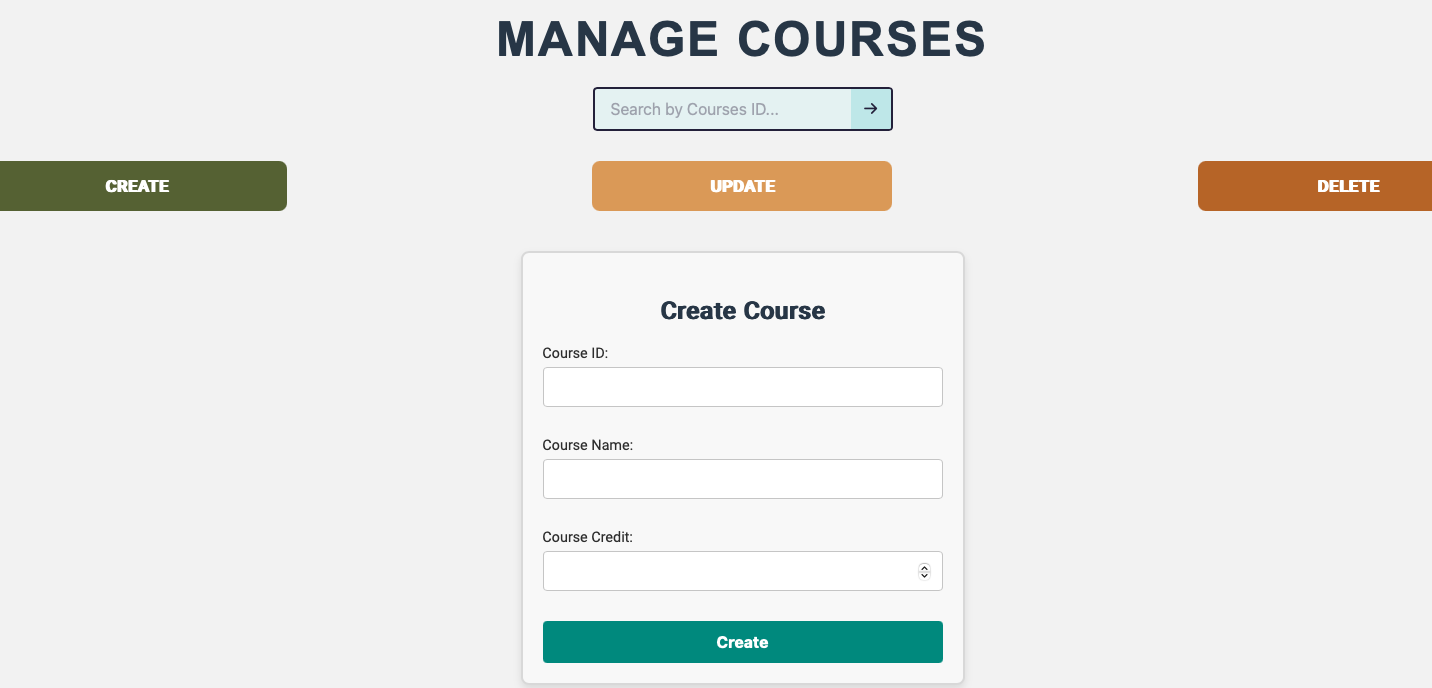 MANAGE COURSES
Search by Courses ID...
CREATE
UPDATE
DELETE
Create Course
Course ID:
Course Name:
Course Credit:
Create